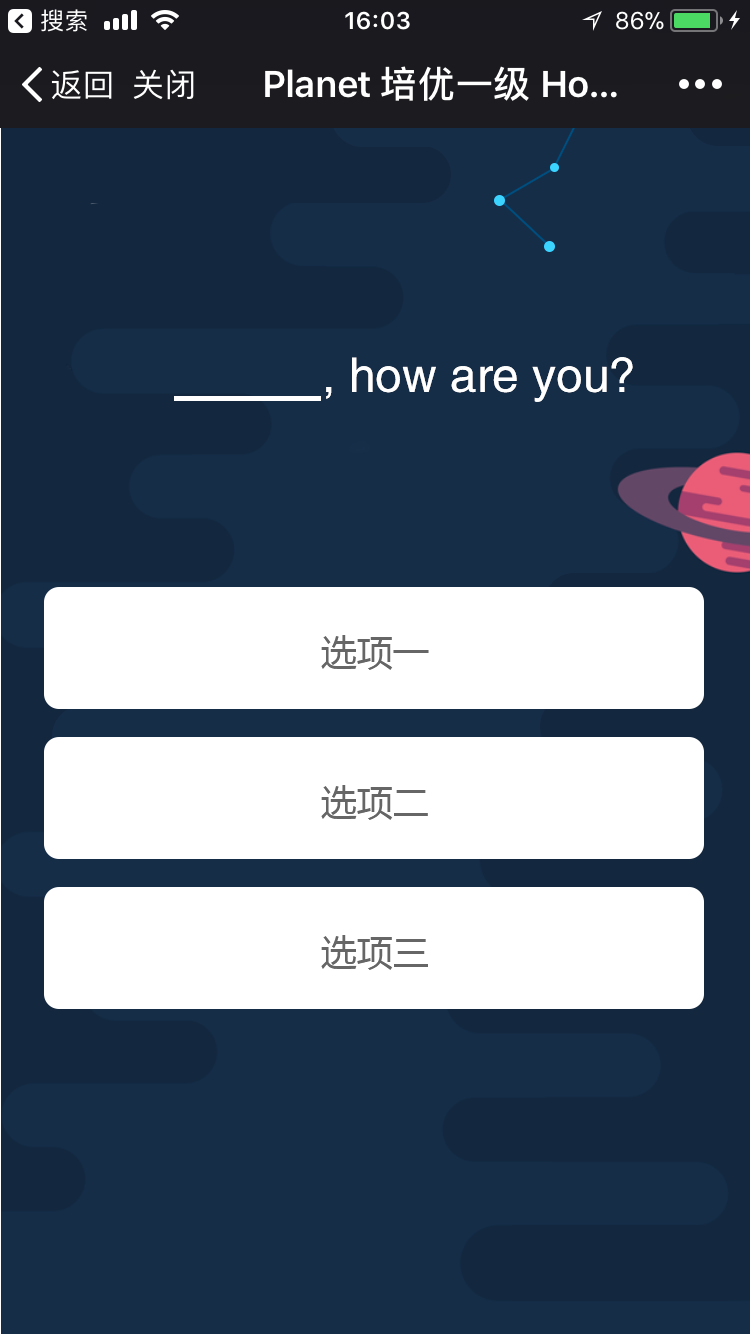 搜索 16:03 86%
返回 关闭 Planet 培优一级 Ho...
______, how are you?
选项一
选项二
选项三